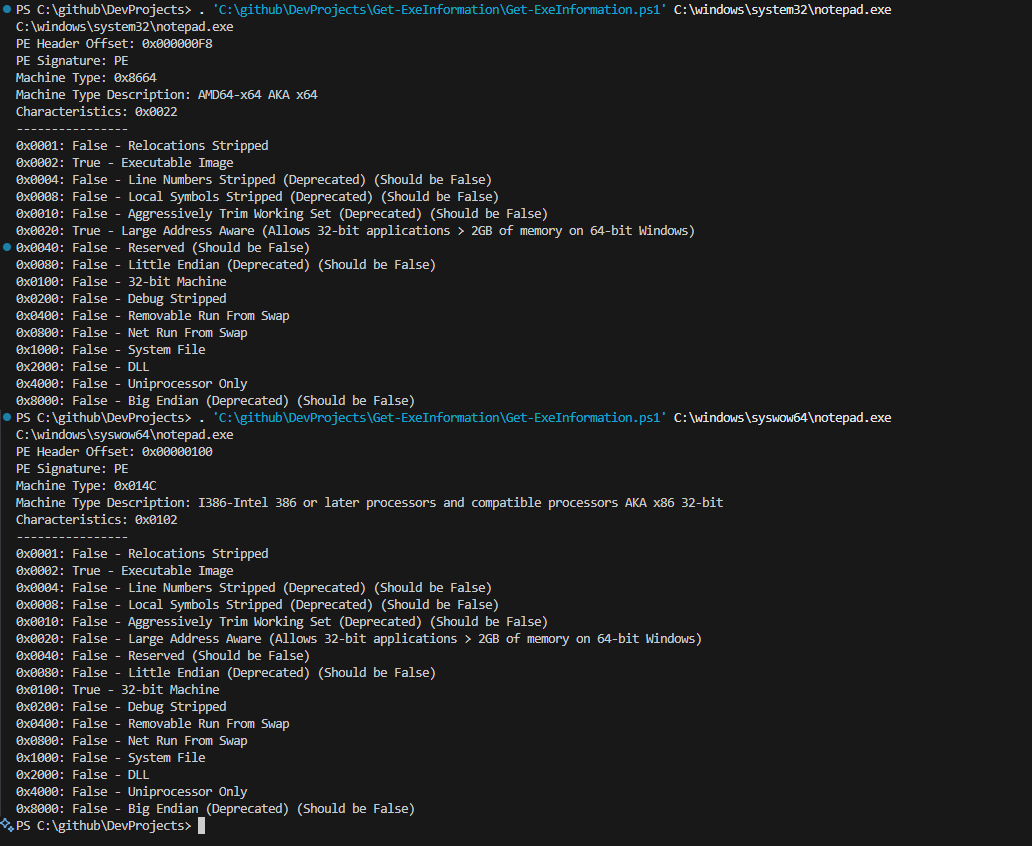 PS C:\github\DevProjects> . 'C:\github\DevProjects\Get-ExeInformation\Get-ExeInformation.ps1' C:\windows\system32\notepad.exe
C:\windows\system32\notepad.exe
PE Header Offset: 0x000000F8
PE Signature: PE
Machine Type: 0x8664
Machine Type Description: AMD64-x64 AKA x64
Characteristics: 0x0022
----------------
0x0001: False - Relocations Stripped
0x0002: True - Executable Image
0x0004: False - Line Numbers Stripped (Deprecated) (Should be False)
0x0008: False - Local Symbols Stripped (Deprecated) (Should be False)
0x0010: False - Aggressively Trim Working Set (Deprecated) (Should be False)
0x0020: True - Large Address Aware (Allows 32-bit applications > 2GB of memory on 64-bit Windows)
0x0040: False - Reserved (Should be False)
0x0080: False - Little Endian (Deprecated) (Should be False)
0x0100: False - 32-bit Machine
0x0200: False - Debug Stripped
0x0400: False - Removable Run From Swap
0x0800: False - Net Run From Swap
0x1000: False - System File
0x2000: False - DLL
0x4000: False - Uniprocessor Only
0x8000: False - Big Endian (Deprecated) (Should be False)
PS C:\github\DevProjects> . 'C:\github\DevProjects\Get-ExeInformation\Get-ExeInformation.ps1' C:\windows\syswow64\notepad.exe
C:\windows\syswow64\notepad.exe
PE Header Offset: 0x00000100
PE Signature: PE
Machine Type: 0x014C
Machine Type Description: I386-Intel 386 or later processors and compatible processors AKA x86 32-bit
Characteristics: 0x0102
----------------
0x0001: False - Relocations Stripped
0x0002: True - Executable Image
0x0004: False - Line Numbers Stripped (Deprecated) (Should be False)
0x0008: False - Local Symbols Stripped (Deprecated) (Should be False)
0x0010: False - Aggressively Trim Working Set (Deprecated) (Should be False)
0x0020: False - Large Address Aware (Allows 32-bit applications > 2GB of memory on 64-bit Windows)
0x0040: False - Reserved (Should be False)
0x0080: False - Little Endian (Deprecated) (Should be False)
0x0100: True - 32-bit Machine
0x0200: False - Debug Stripped
0x0400: False - Removable Run From Swap
0x0800: False - Net Run From Swap
0x1000: False - System File
0x2000: False - DLL
0x4000: False - Uniprocessor Only
0x8000: False - Big Endian (Deprecated) (Should be False)
PS C:\github\DevProjects>